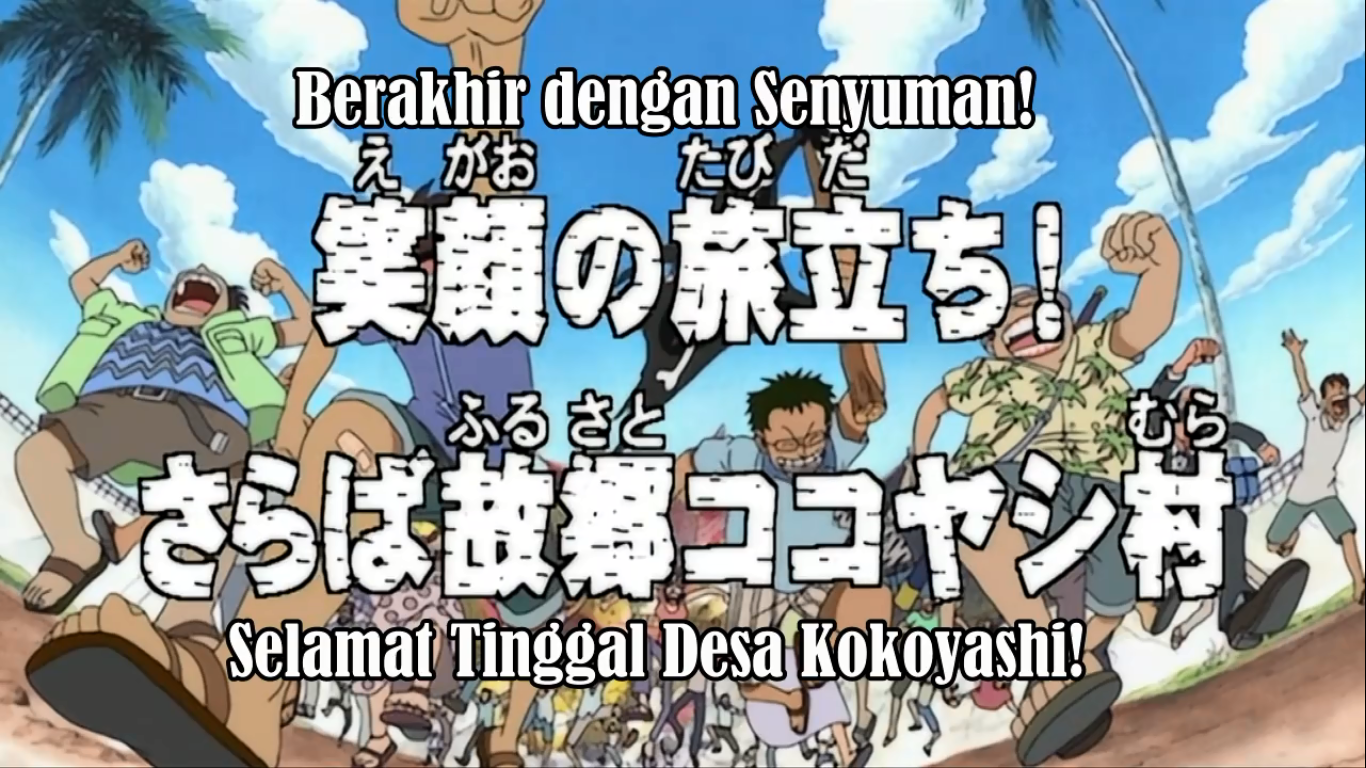 Berakhir dengan Senyuman!
え がお たび だ
笑顔の旅立ち!
ふる さと むら
さらば故郷ココヤシ村
Selamat Tinggal Desa Kokoyashi!